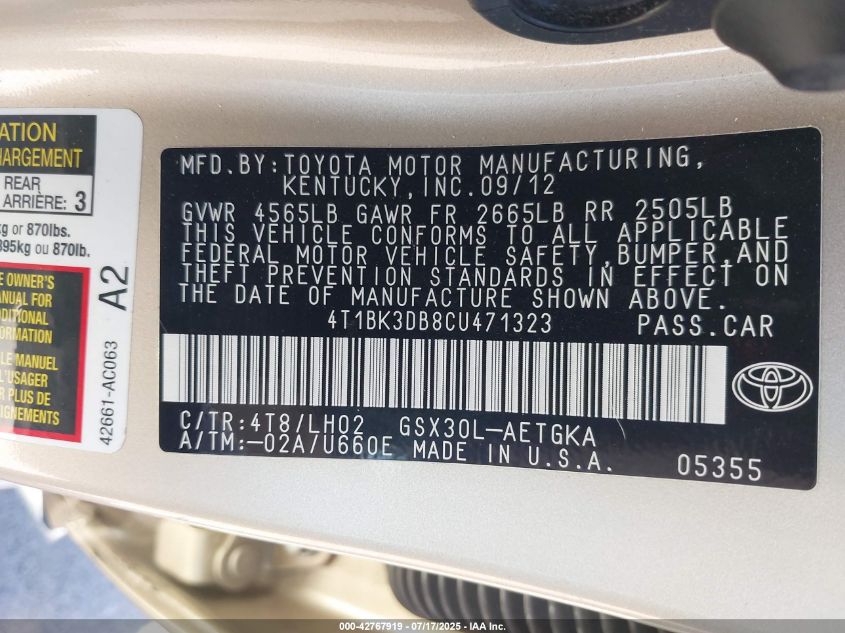 ATION
HARGEMENT
REAR
ARRIÈRE: 3
kg or 870lbs.
395kg ou 870lb.
E OWNER'S
ANUAL FOR
DDITIONAL
ORMATION
LE MANUEL
L'USAGER
R PLUS DE
EIGNEMENTS
42661-AC063 A2
MFD.BY:TOYOTA MOTOR MANUFACTURING,
KENTUCKY,INC.09/12
GVWR 4565LB GAWR FR 2665LB RR 2505LB
THIS VEHICLE CONFORMS TO ALL APPLICABLE
FEDERAL MOTOR VEHICLE SAFETY,BUMPER,AND
THEFT PREVENTION STANDARDS IN EFFECT ON
THE DATE OF MANUFACTURE SHOWN ABOVE.
4T1BK3DB8CU471323 PASS.CAR
C/TR:4T8/LH02 GSX30L-AETGKA
A/TM:-02A/U660E MADE IN U.S.A. 05355
000-42767919 - 07/17/2025 - IAA Inc.